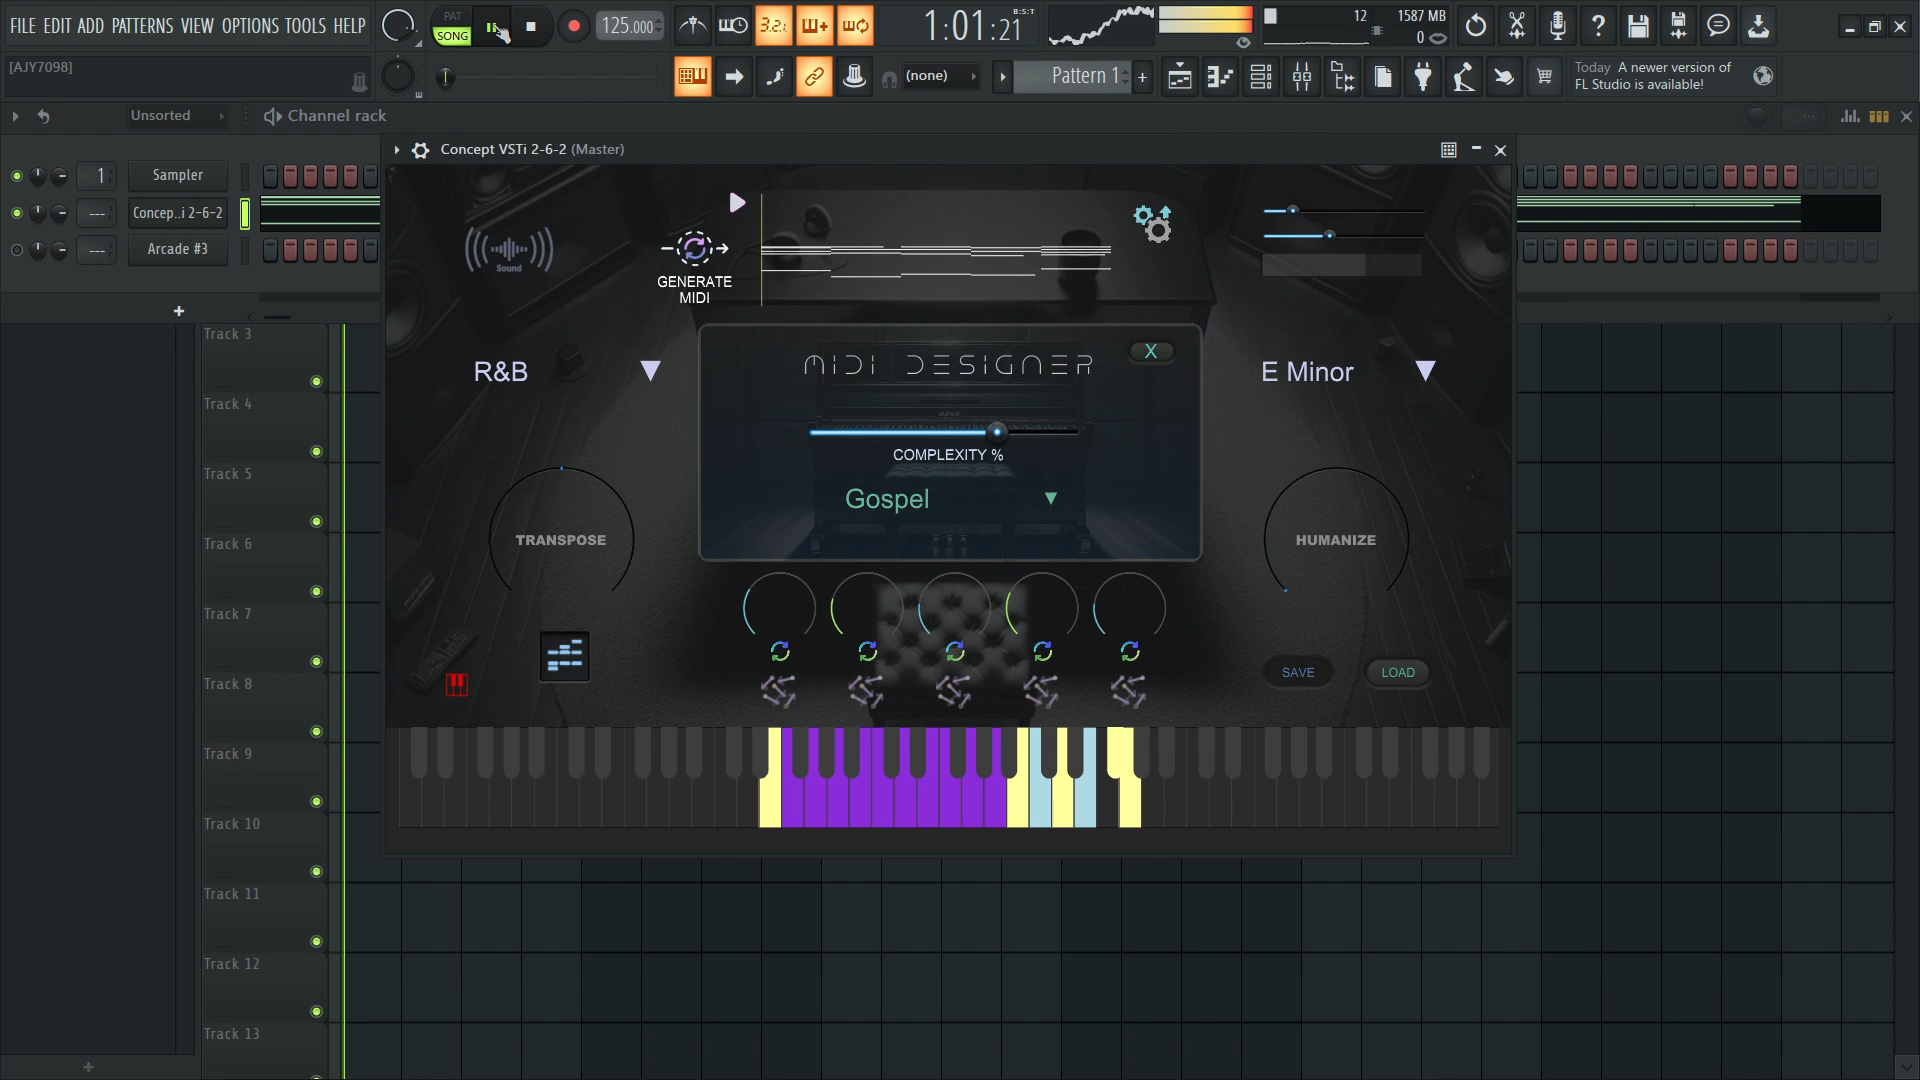 FILE EDIT ADD PATTERNS VIEW OPTIONS TOOLS HELP
PAT
SONG
125.000
3.2.1
1:01:21
B:S:T
12
1587 MB
0
[AJY7098]
(none)
Pattern 1
Today A newer version of
FL Studio is available!
Unsorted
Channel rack
1
Sampler
---
Concep..i 2-6-2
---
Arcade #3
Concept VSTi 2-6-2 (Master)
Sound
GENERATE
MIDI
R&B
MIDI DESIGNER
X
E Minor
COMPLEXITY %
Gospel
TRANSPOSE
HUMANIZE
SAVE
LOAD
Track 3
Track 4
Track 5
Track 6
Track 7
Track 8
Track 9
Track 10
Track 11
Track 12
Track 13